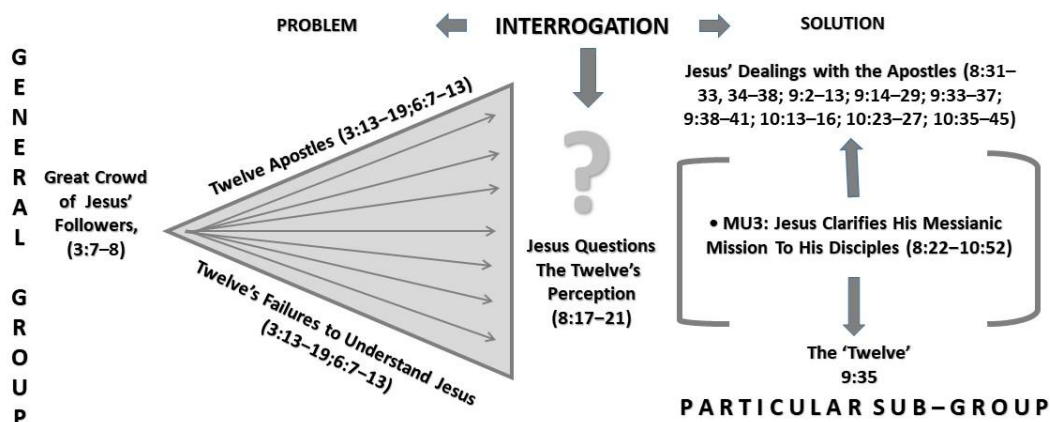 PROBLEM
INTERROGATION
SOLUTION
GENERAL GROUP
Great Crowd
of Jesus'
Followers,
(3:7–8)
Twelve Apostles (3:13–19;6:7–13)
Twelve's Failures to Understand Jesus
(3:13–19;6:7–13)
?
Jesus Questions
The Twelve's
Perception
(8:17–21)
Jesus' Dealings with the Apostles (8:31–
33, 34–38; 9:2–13; 9:14–29; 9:33–37;
9:38–41; 10:13–16; 10:23–27; 10:35–45)
• MU3: Jesus Clarifies His Messianic
Mission To His Disciples (8:22–10:52)
The 'Twelve'
9:35
PARTICULAR SUB–GROUP